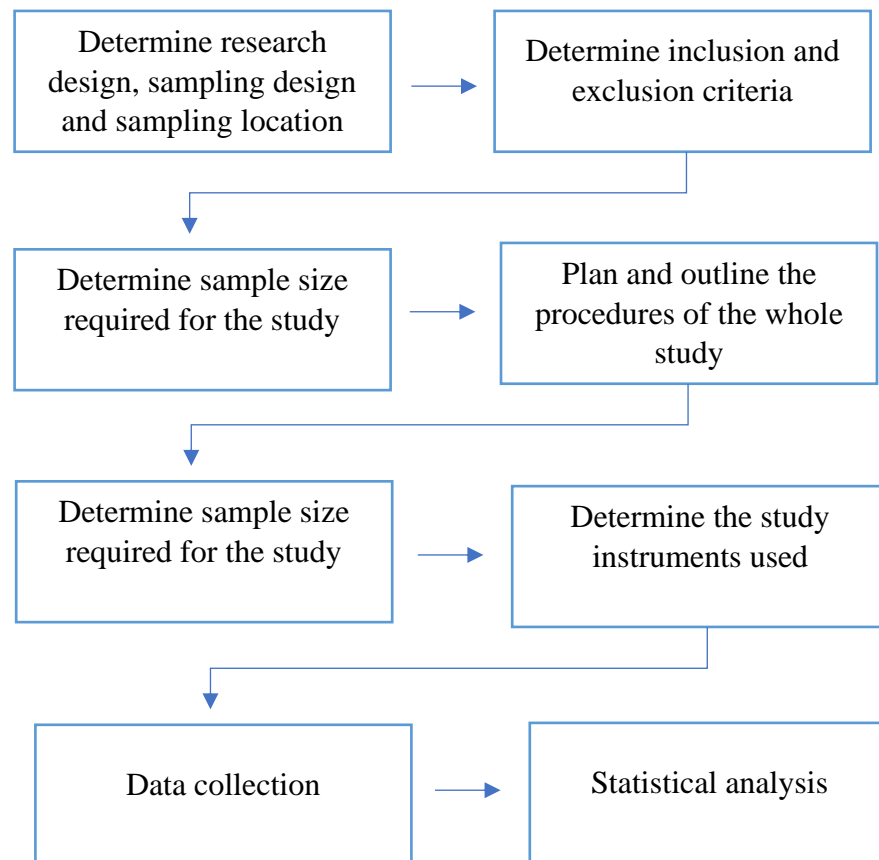 Determine research
design, sampling design
and sampling location
Determine inclusion and
exclusion criteria
Determine sample size
required for the study
Plan and outline the
procedures of the whole
study
Determine sample size
required for the study
Determine the study
instruments used
Data collection
Statistical analysis